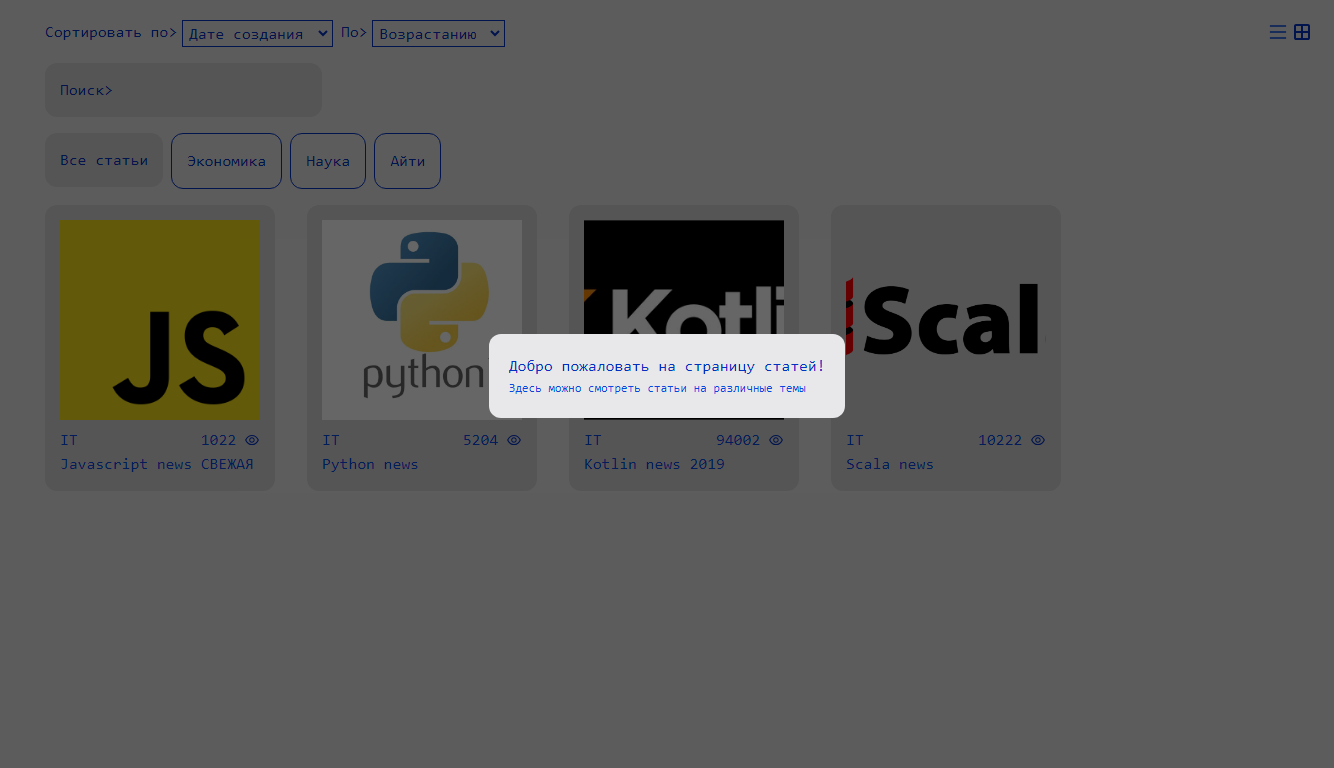 Сортировать по> Дате создания По> Возрастанию
Поиск>
Все статьи Экономика Наука Айти
JS
python
Kotli
Scal
Добро пожаловать на страницу статей!
Здесь можно смотреть статьи на различные темы
IT 1022
Javascript news СВЕЖАЯ
IT 5204
Python news
IT 94002
Kotlin news 2019
IT 10222
Scala news